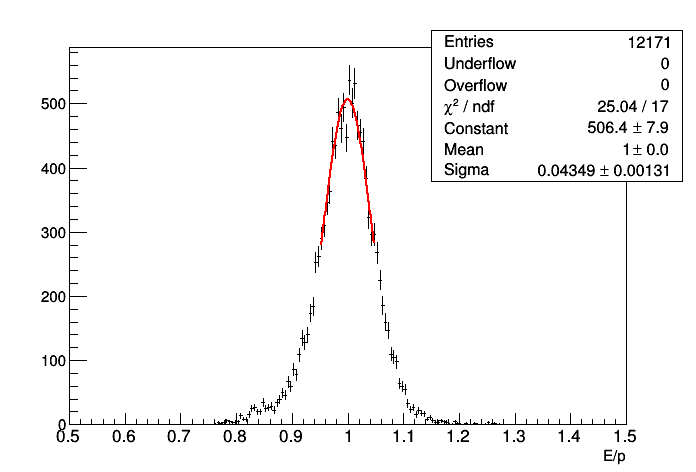 Entries 12171
Underflow 0
Overflow 0
χ² / ndf 25.04 / 17
Constant 506.4 ± 7.9
Mean 1 ± 0.0
Sigma 0.04349 ± 0.00131
500
400
300
200
100
0
0.5 0.6 0.7 0.8 0.9 1 1.1 1.2 1.3 1.4 1.5
E/p